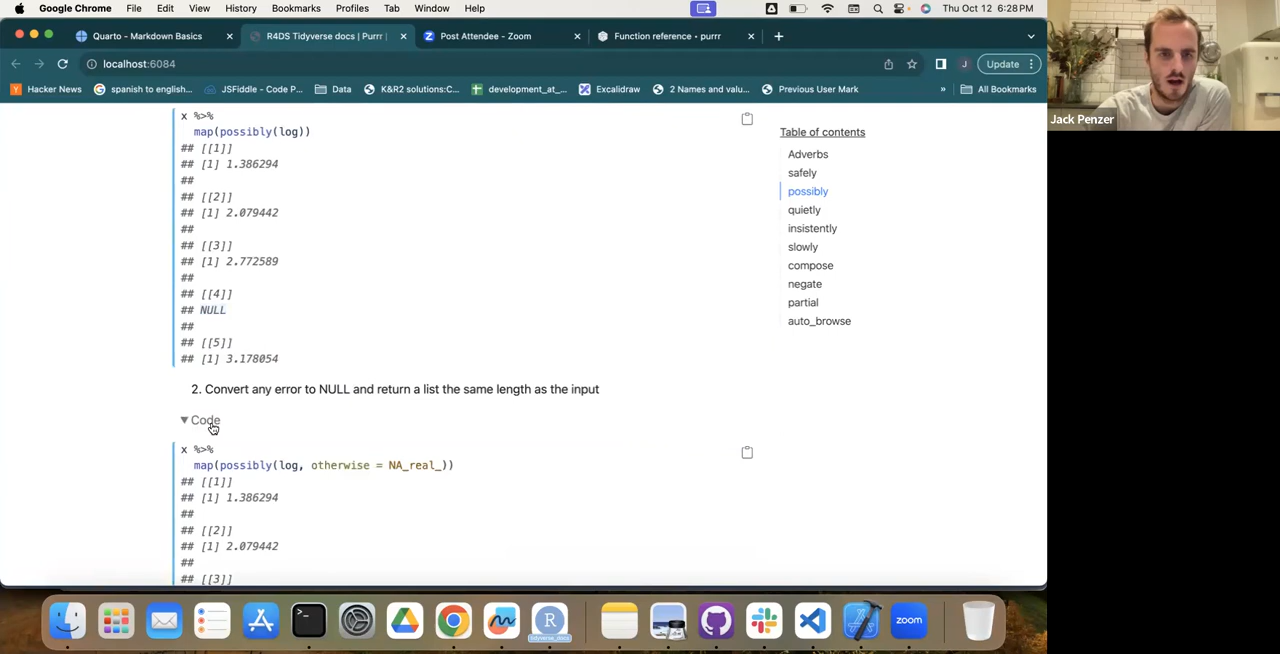 Google Chrome File Edit View History Bookmarks Profiles Tab Window Help Thu Oct 12 6:28 PM
Quarto - Markdown Basics R4DS Tidyverse docs | Purrr | Post Attendee - Zoom Function reference • purrr
localhost:6084 J Update
Hacker News spanish to english... JSFiddle - Code P... Data K&R2 solutions:C... development_at_... Excalidraw 2 Names and valu... Previous User Mark » All Bookmarks
Jack Penzer
x %>%
map(possibly(log))
## [[1]]
## [1] 1.386294
##
## [[2]]
## [1] 2.079442
##
## [[3]]
## [1] 2.772589
##
## [[4]]
## NULL
##
## [[5]]
## [1] 3.178054
2. Convert any error to NULL and return a list the same length as the input
Code
x %>%
map(possibly(log, otherwise = NA_real_))
## [[1]]
## [1] 1.386294
##
## [[2]]
## [1] 2.079442
##
## [[3]]
Table of contents
Adverbs
safely
possibly
quietly
insistently
slowly
compose
negate
partial
auto_browse
R
tidyverse_docs
zoom